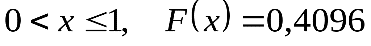 0 < x ≤ 1, F(x) = 0,4096